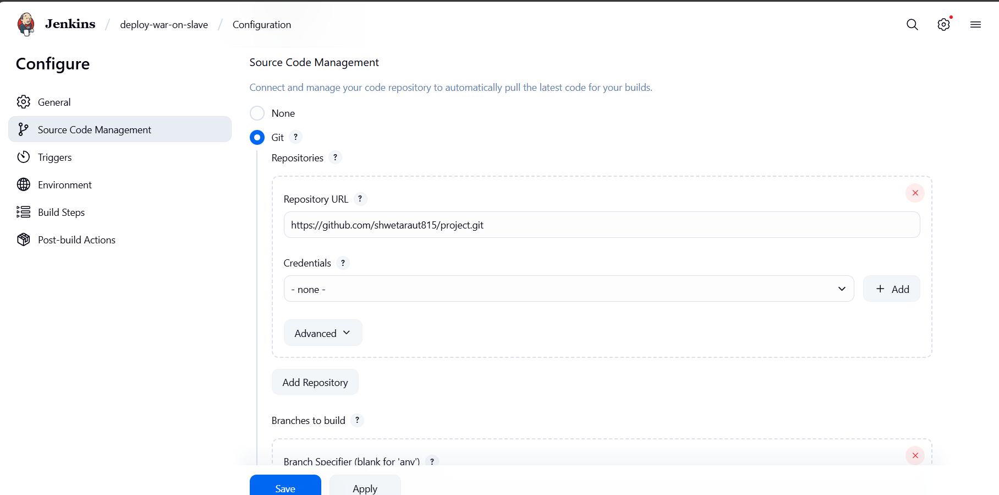 Jenkins / deploy-war-on-slave / Configuration
Configure
General
Source Code Management
Triggers
Environment
Build Steps
Post-build Actions
Source Code Management
Connect and manage your code repository to automatically pull the latest code for your builds.
None
Git ?
Repositories ?
Repository URL ?
https://github.com/shwetaraut815/project.git
Credentials ?
- none -
+ Add
Advanced
Add Repository
Branches to build ?
Branch Specifier (blank for 'any') ?
Save
Apply